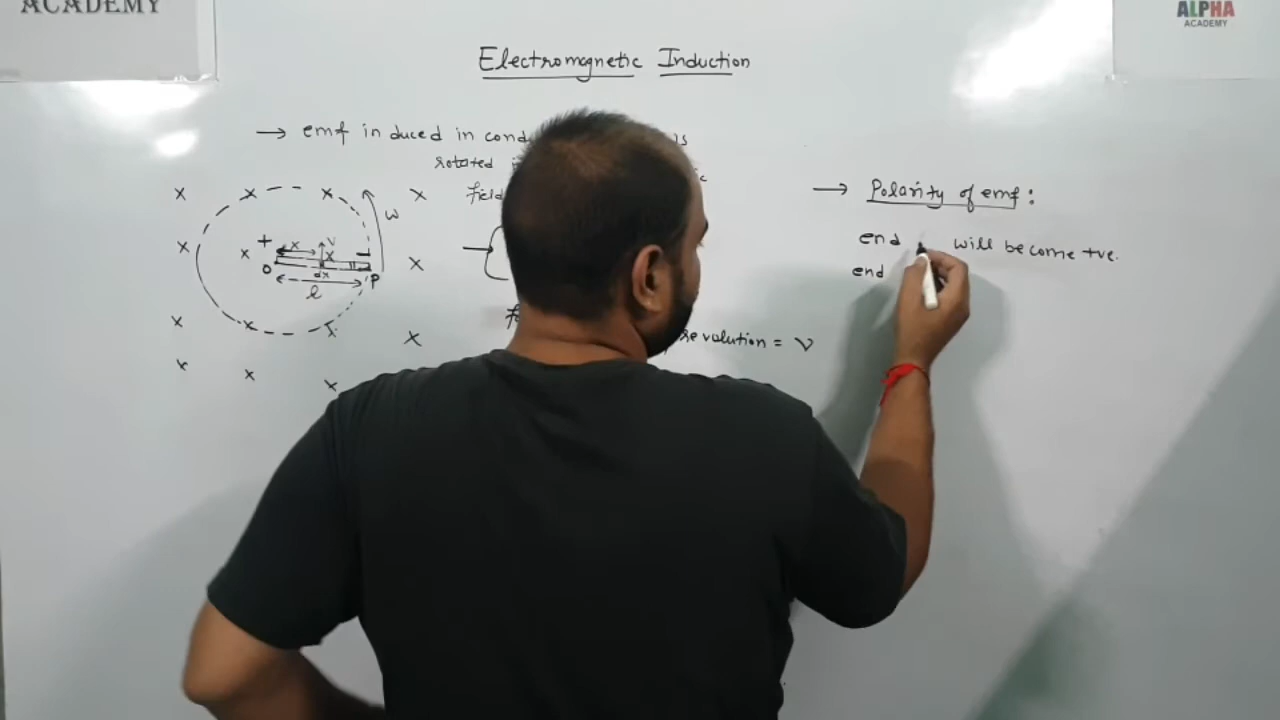 ACADEMY
ALPHA
ACADEMY
Electromagnetic Induction
→ emf induced in
rotated
field
→ Polarity of emf:
end will become +ve.
end
revolution = ν
x x x x
x x x
x x x x
x x x
+ x v x -
O dx P
l
ω